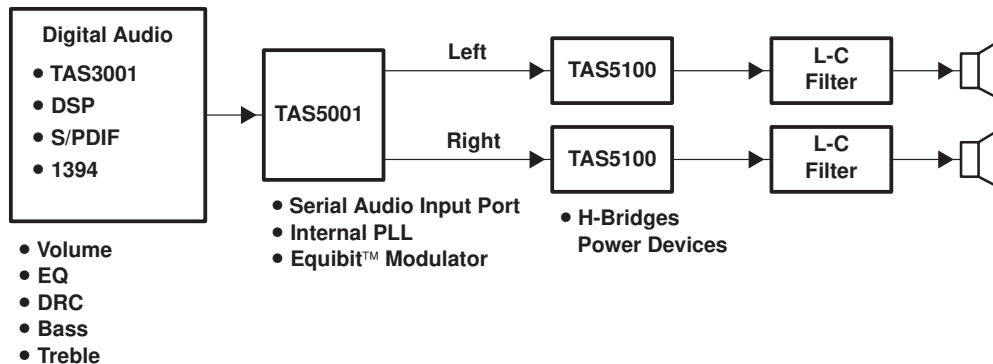 Digital Audio
• TAS3001
• DSP
• S/PDIF
• 1394
TAS5001
Left
Right
TAS5100
TAS5100
L-C
Filter
L-C
Filter
• Volume
• EQ
• DRC
• Bass
• Treble
• Serial Audio Input Port
• Internal PLL
• Equibit™ Modulator
• H-Bridges
Power Devices